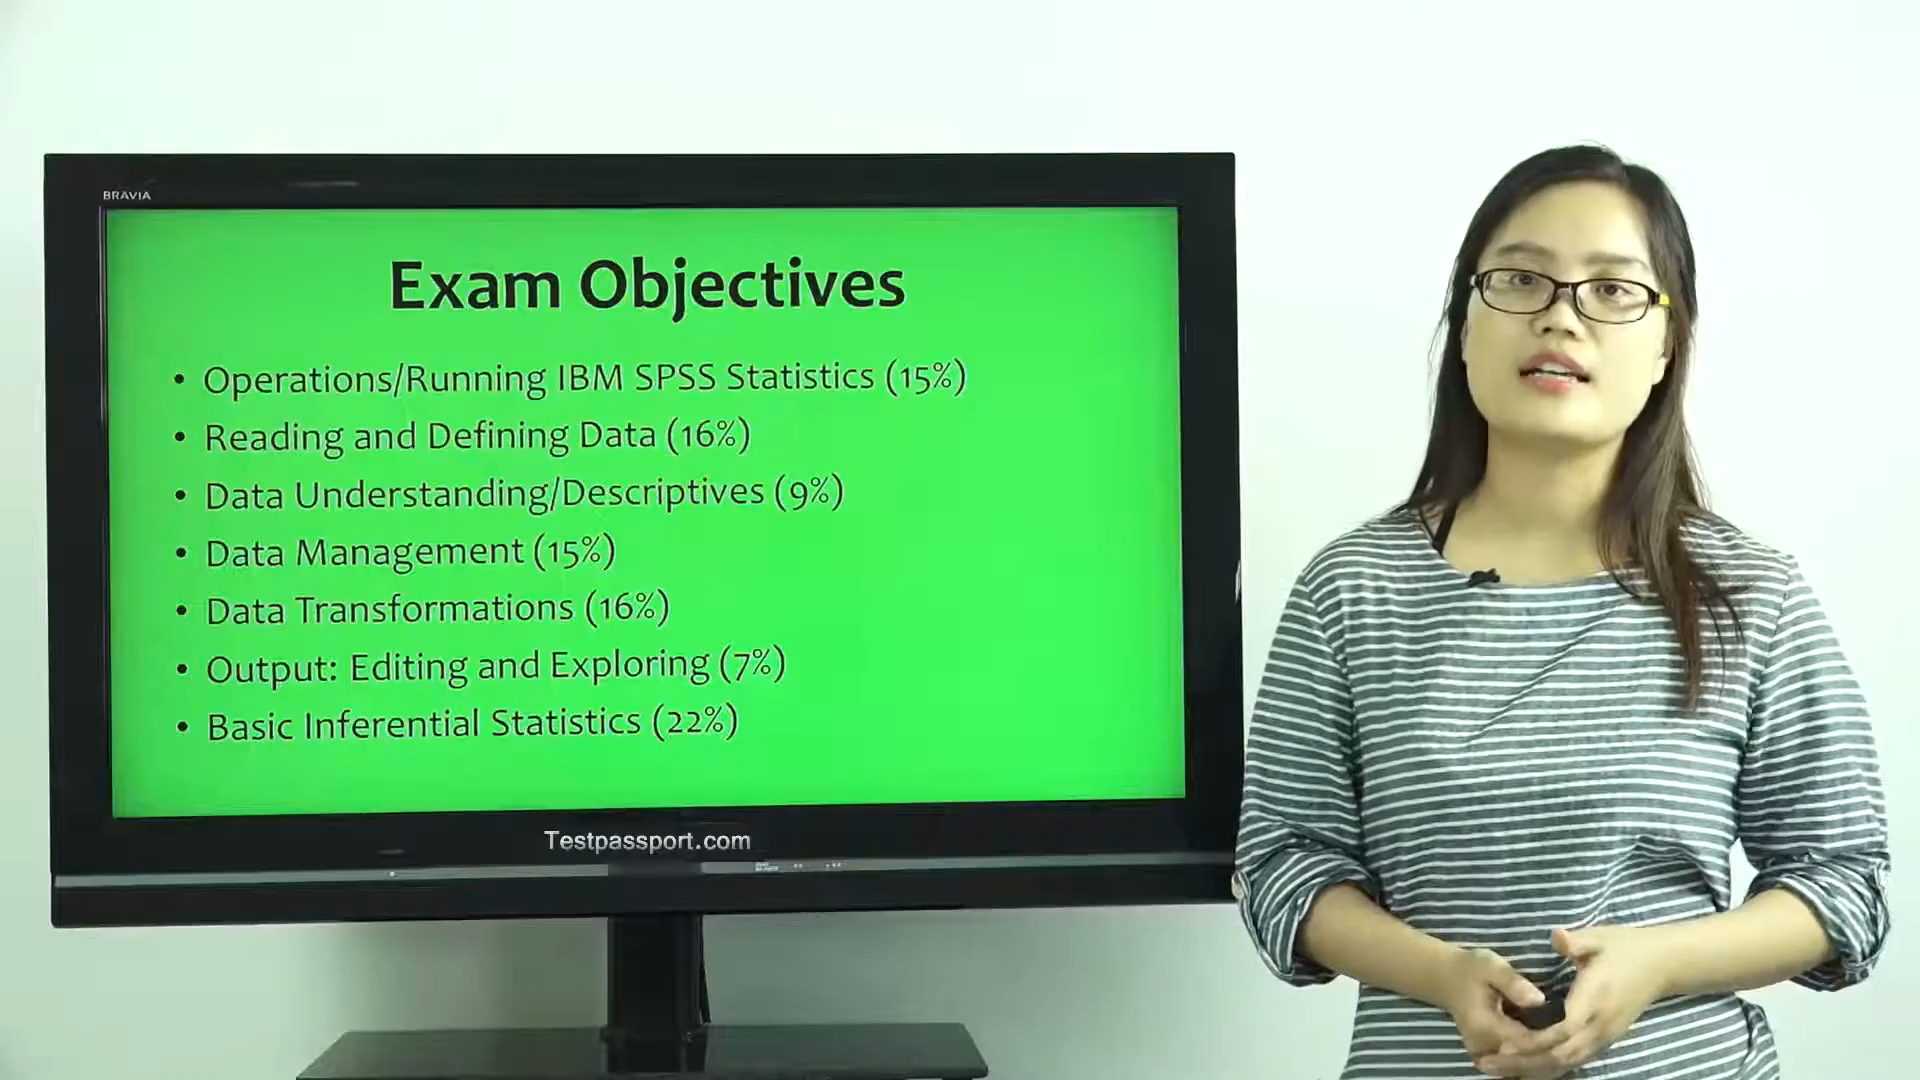 BRAVIA
Exam Objectives
• Operations/Running IBM SPSS Statistics (15%)
• Reading and Defining Data (16%)
• Data Understanding/Descriptives (9%)
• Data Management (15%)
• Data Transformations (16%)
• Output: Editing and Exploring (7%)
• Basic Inferential Statistics (22%)
Testpassport.com